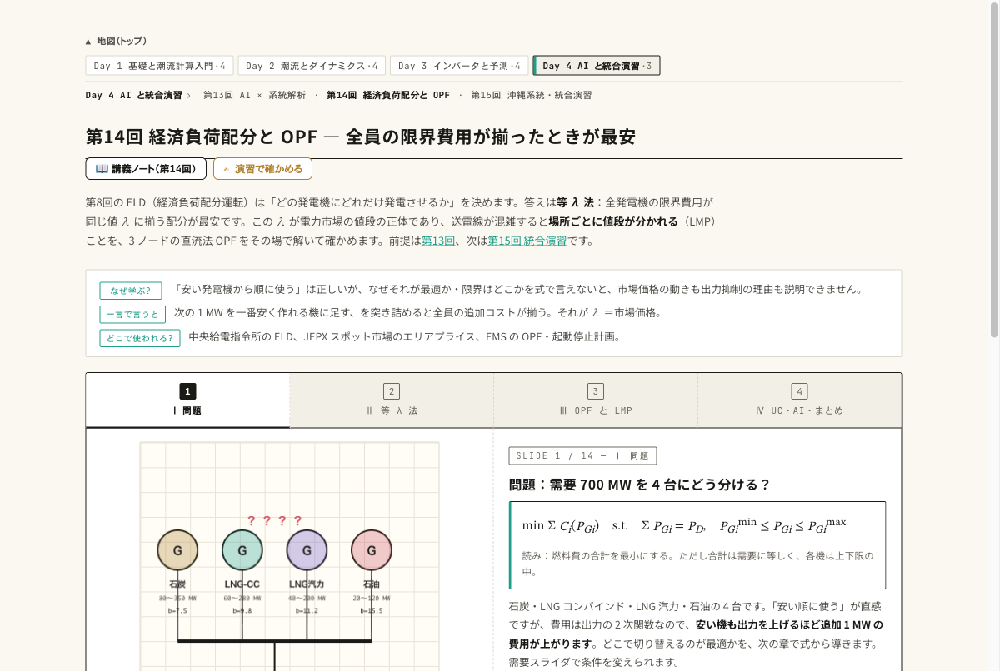 ▲ 地図(トップ)
Day 1 基礎と潮流計算入門·4 Day 2 潮流とダイナミクス·4 Day 3 インバータと予測·4 Day 4 AI と統合演習·3
Day 4 AI と統合演習 › 第13回 AI × 系統解析 · 第14回 経済負荷配分と OPF · 第15回 沖縄系統・統合演習
第14回 経済負荷配分と OPF — 全員の限界費用が揃ったときが最安
📖 講義ノート(第14回) ✍ 演習で確かめる
第8回の ELD（経済負荷配分運転）は「どの発電機にどれだけ発電させるか」を決めます。答えは等 λ 法：全発電機の限界費用が
同じ値 λ に揃う配分が最安です。この λ が電力市場の値段の正体であり、送電線が混雑すると場所ごとに値段が分かれる（LMP）
ことを、3 ノードの直流法 OPF をその場で解いて確かめます。前提は第13回、次は第15回 統合演習です。
なぜ学ぶ? 「安い発電機から順に使う」は正しいが、なぜそれが最適か・限界はどこかを式で言えないと、市場価格の動きも出力抑制の理由も説明できません。
一言で言うと 次の 1 MW を一番安く作れる機に足す、を突き詰めると全員の追加コストが揃う。それが λ ＝市場価格。
どこで使われる? 中央給電指令所の ELD、JEPX スポット市場のエリアプライス、EMS の OPF・起動停止計画。
1 2 3 4
Ⅰ 問題 Ⅱ 等 λ 法 Ⅲ OPF と LMP Ⅳ UC・AI・まとめ
? ? ? ?
G G G G
石炭 LNG-CC LNG汽力 石油
80〜350 MW 60〜280 MW 40〜200 MW 20〜120 MW
b=7.5 b=9.8 b=11.2 b=15.5
SLIDE 1 / 14 — Ⅰ 問題
問題：需要 700 MW を 4 台にどう分ける？
min Σ Cᵢ(P_Gi) s.t. Σ P_Gi = P_D, P_Gi^min ≤ P_Gi ≤ P_Gi^max
読み：燃料費の合計を最小にする。ただし合計は需要に等しく、各機は上下限の
中。
石炭・LNG コンバインド・LNG 汽力・石油の 4 台です。「安い順に使う」が直感
ですが、費用は出力の 2 次関数なので、安い機も出力を上げるほど追加 1 MW の
費用が上がります。どこで切り替えるのが最適かを、次の章で式から導きます。
需要スライダで条件を変えられます。